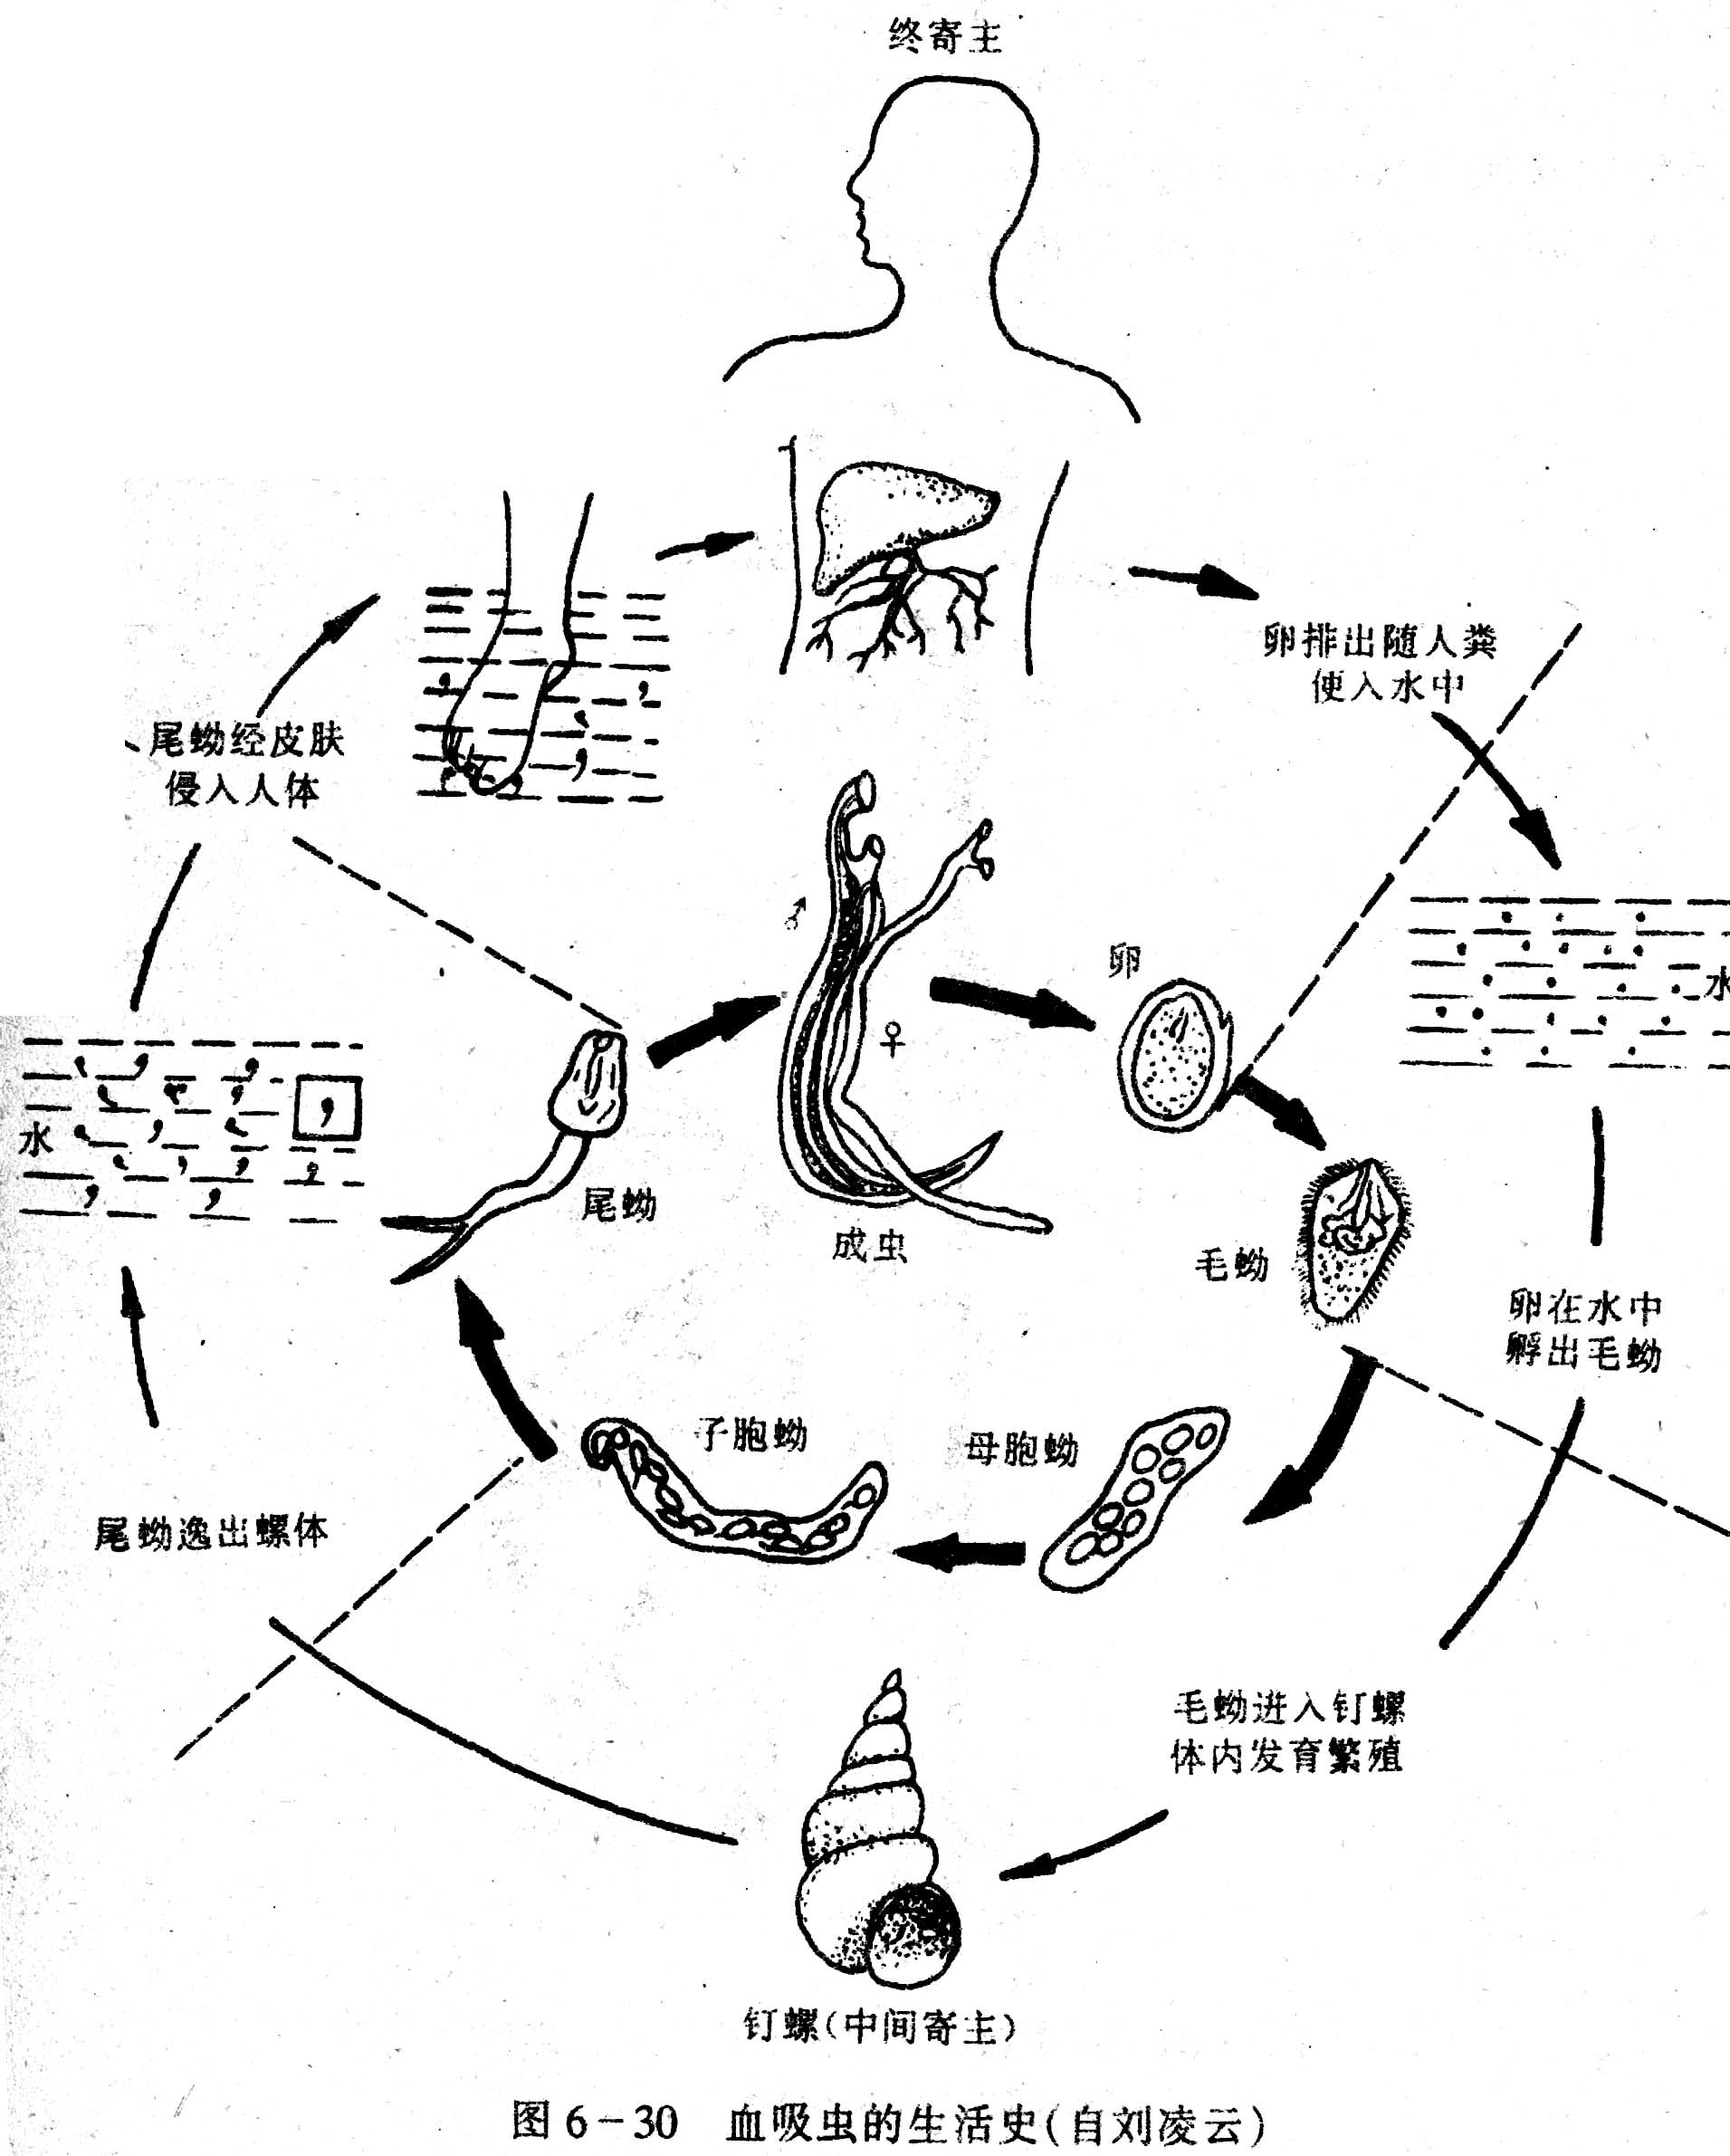 终寄主
卵排出随人粪
便入水中
尾蚴经皮肤
侵入人体
♂
卵
水
♀
水
尾蚴
成虫
毛蚴
卵在水中
孵出毛蚴
子胞蚴
母胞蚴
尾蚴逸出螺体
毛蚴进入钉螺
体内发育繁殖
钉螺(中间寄主)
图6-30 血吸虫的生活史(自刘凌云)